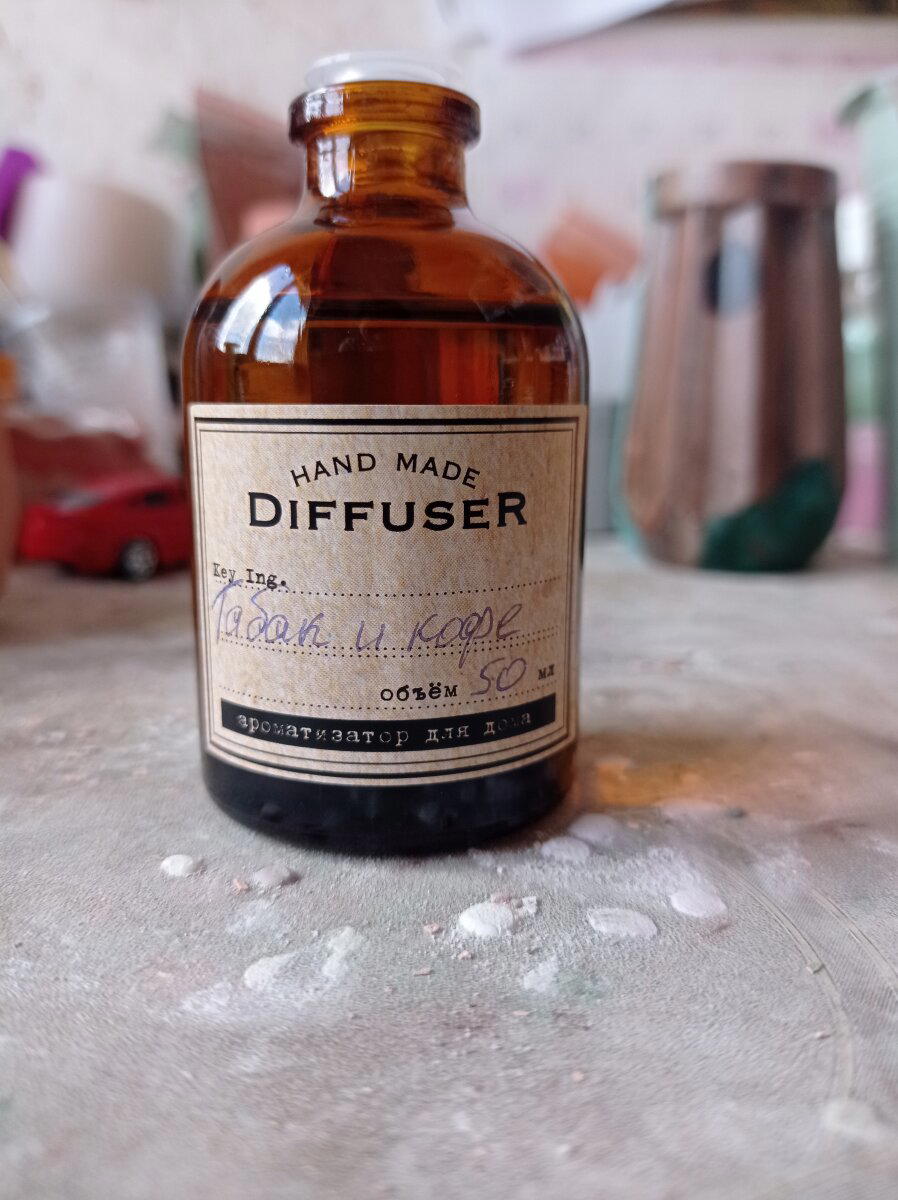 HAND MADE
DIFFUSER
Key Ing.
Табак и кофе
объём 50 мл
ароматизатор для дома